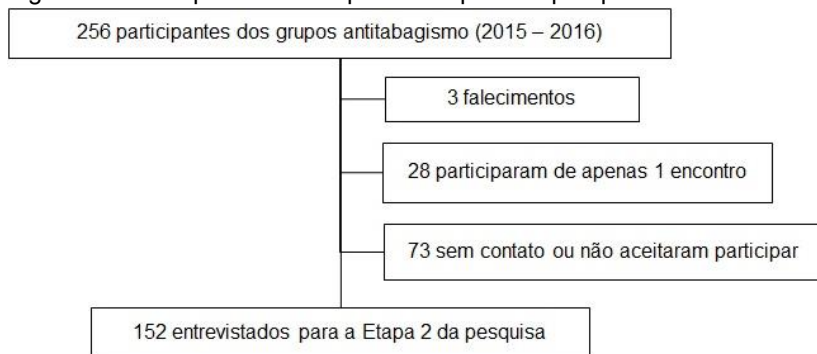 256 participantes dos grupos antitabagismo (2015 – 2016)
3 falecimentos
28 participaram de apenas 1 encontro
73 sem contato ou não aceitaram participar
152 entrevistados para a Etapa 2 da pesquisa